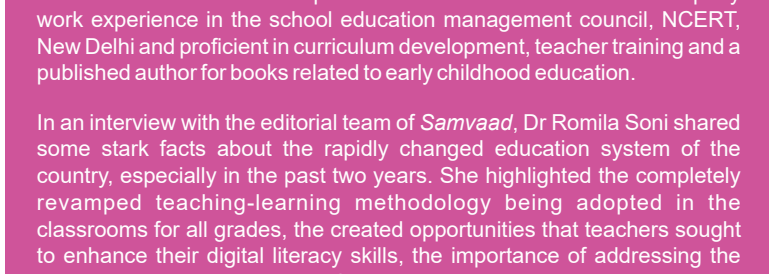 work experience in the school education management council, NCERT,
New Delhi and proficient in curriculum development, teacher training and a
published author for books related to early childhood education.
In an interview with the editorial team of Samvaad, Dr Romila Soni shared
some stark facts about the rapidly changed education system of the
country, especially in the past two years. She highlighted the completely
revamped teaching-learning methodology being adopted in the
classrooms for all grades, the created opportunities that teachers sought
to enhance their digital literacy skills, the importance of addressing the